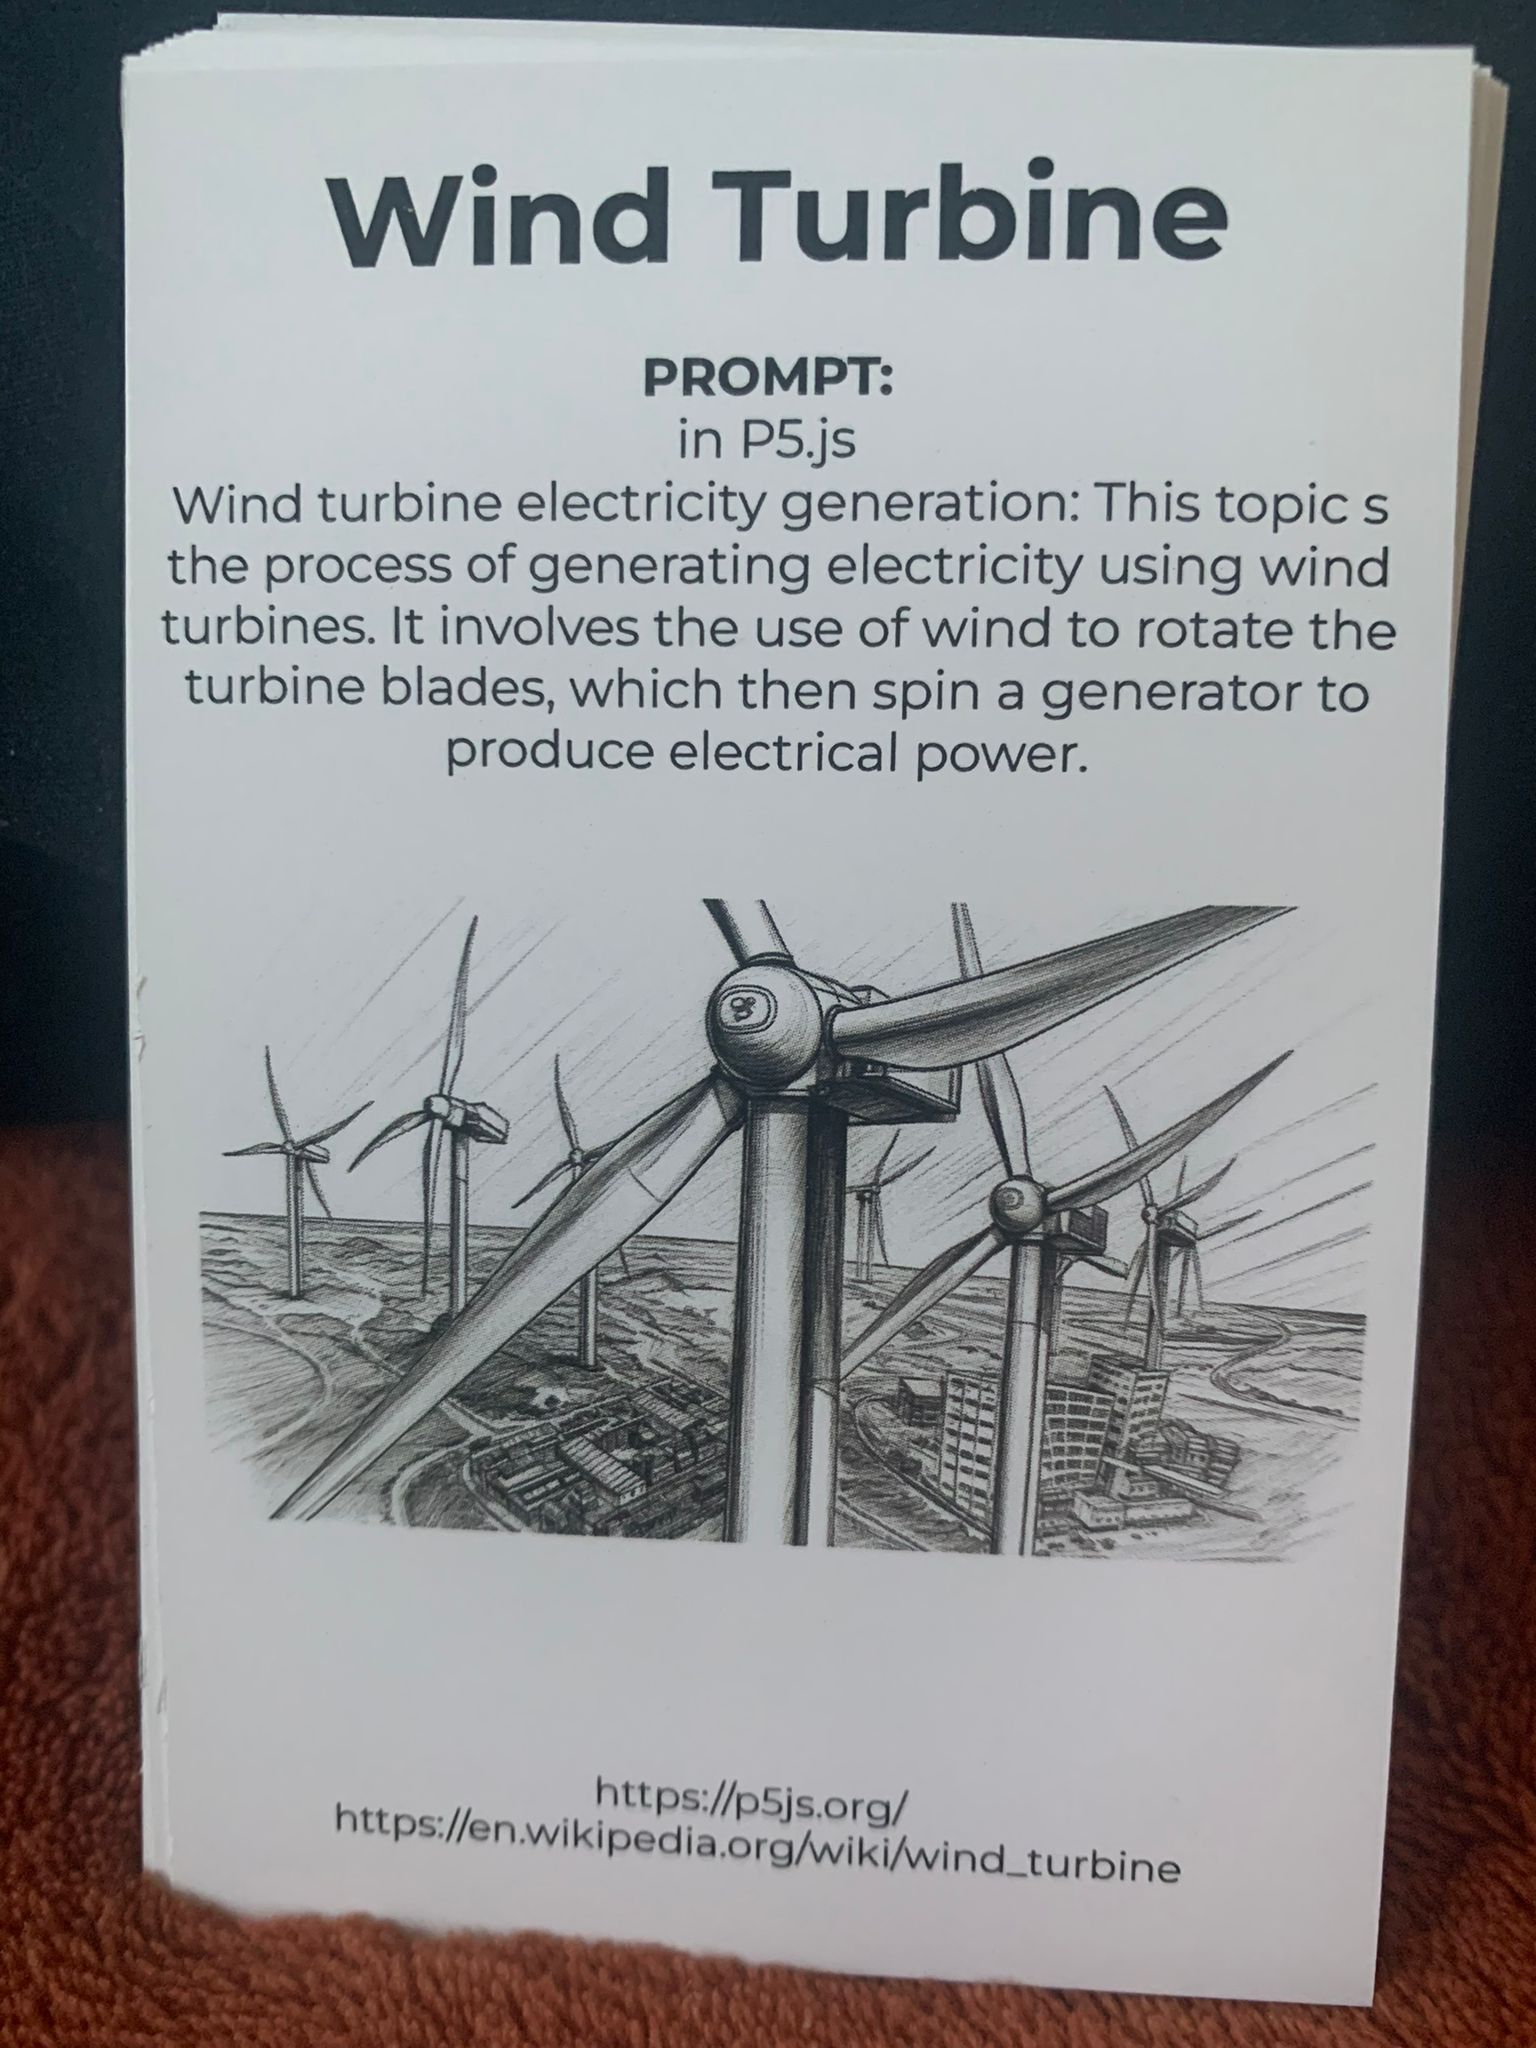 Wind Turbine
PROMPT:
in P5.js
Wind turbine electricity generation: This topic s
the process of generating electricity using wind
turbines. It involves the use of wind to rotate the
turbine blades, which then spin a generator to
produce electrical power.
https://p5js.org/
https://en.wikipedia.org/wiki/wind_turbine